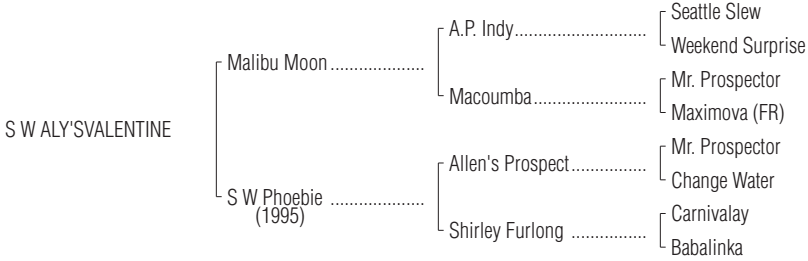 Seattle Slew
A.P. Indy
Weekend Surprise
Malibu Moon
Mr. Prospector
Macoumba
Maximova (FR)
S W ALY'SVALENTINE
Mr. Prospector
Allen's Prospect
Change Water
S W Phoebie
(1995)
Carnivalay
Shirley Furlong
Babalinka